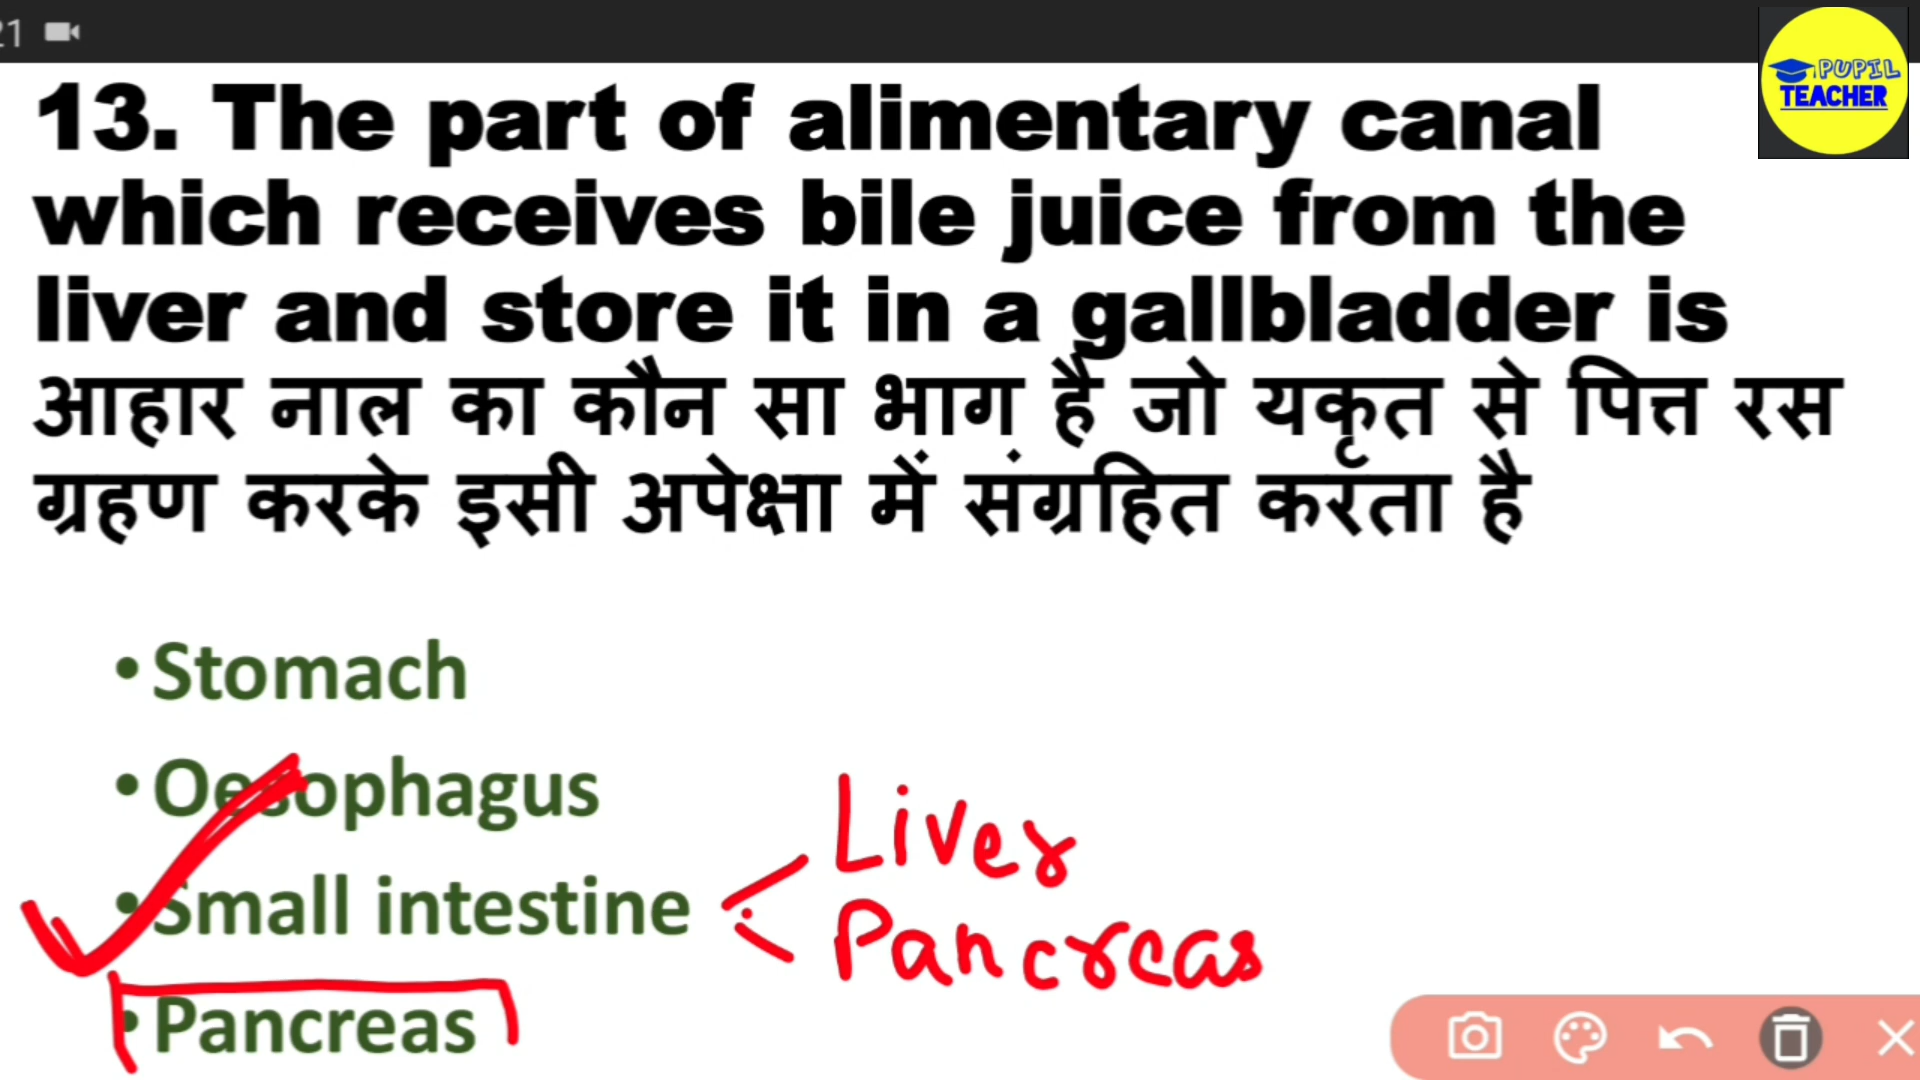 21
PUPIL
TEACHER
13. The part of alimentary canal
which receives bile juice from the
liver and store it in a gallbladder is
आहार नाल का कौन सा भाग है जो यकृत से पित्त रस
ग्रहण करके इसी अपेक्षा में संग्रहित करता है
• Stomach
• Oesophagus
• Small intestine
Liver
Pancreas
• Pancreas